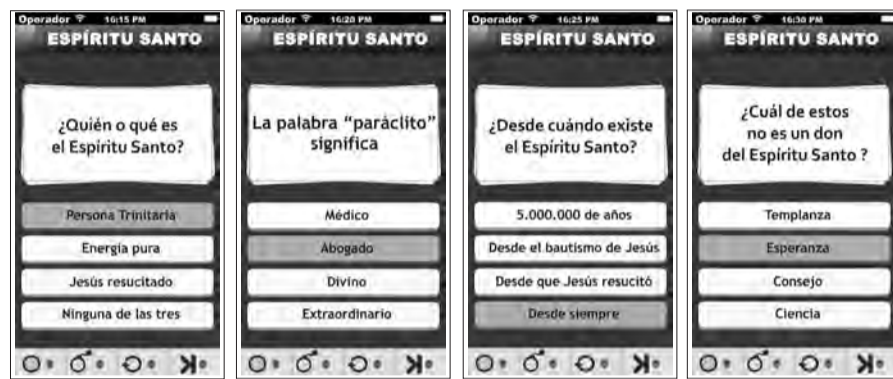 Operador 16:15 PM
ESPÍRITU SANTO
¿Quién o qué es
el Espíritu Santo?
Persona Trinitaria
Energía pura
Jesús resucitado
Ninguna de las tres
Operador 16:20 PM
ESPÍRITU SANTO
La palabra “paráclito”
significa
Médico
Abogado
Divino
Extraordinario
Operador 16:25 PM
ESPÍRITU SANTO
¿Desde cuándo existe
el Espíritu Santo?
5.000.000 de años
Desde el bautismo de Jesús
Desde que Jesús resucitó
Desde siempre
Operador 16:30 PM
ESPÍRITU SANTO
¿Cuál de estos
no es un don
del Espíritu Santo ?
Templanza
Esperanza
Consejo
Ciencia